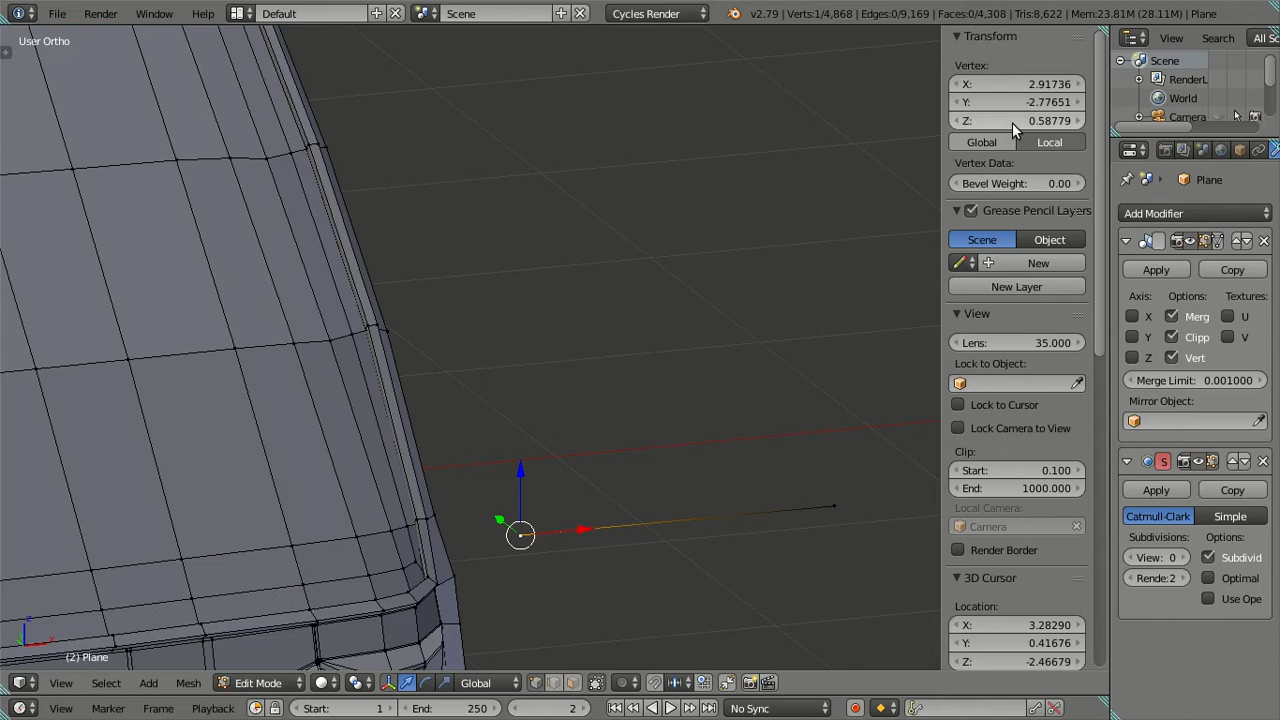 File Render Window Help Default Scene Cycles Render v2.79 | Verts:1/4,868 | Edges:0/9,169 | Faces:0/4,308 | Tris:8,622 | Mem:23.81M (28.11M) | Plane
User Ortho
Transform
Vertex:
X: 2.91736
Y: -2.77651
Z: 0.58779
Global Local
Vertex Data:
Bevel Weight: 0.00
Grease Pencil Layers
Scene Object
New
New Layer
View
Lens: 35.000
Lock to Object:
Lock to Cursor
Lock Camera to View
Clip:
Start: 0.100
End: 1000.000
Local Camera:
Camera
Render Border
3D Cursor
Location:
X: 3.28290
Y: 0.41676
Z: -2.46679
View Search All Sc
Scene
RenderL
World
Camera
Plane
Add Modifier
Apply Copy
Axis: Options: Textures:
X Merg U
Y Clipp V
Z Vert
Merge Limit: 0.001000
Mirror Object:
S
Apply Copy
Catmull-Clark Simple
Subdivisions: Options:
View: 0 Subdivid
Rende:2 Optimal
Use Ope
z
x
(2) Plane
View Select Add Mesh Edit Mode Global
View Marker Frame Playback Start: 1 End: 250 2 No Sync